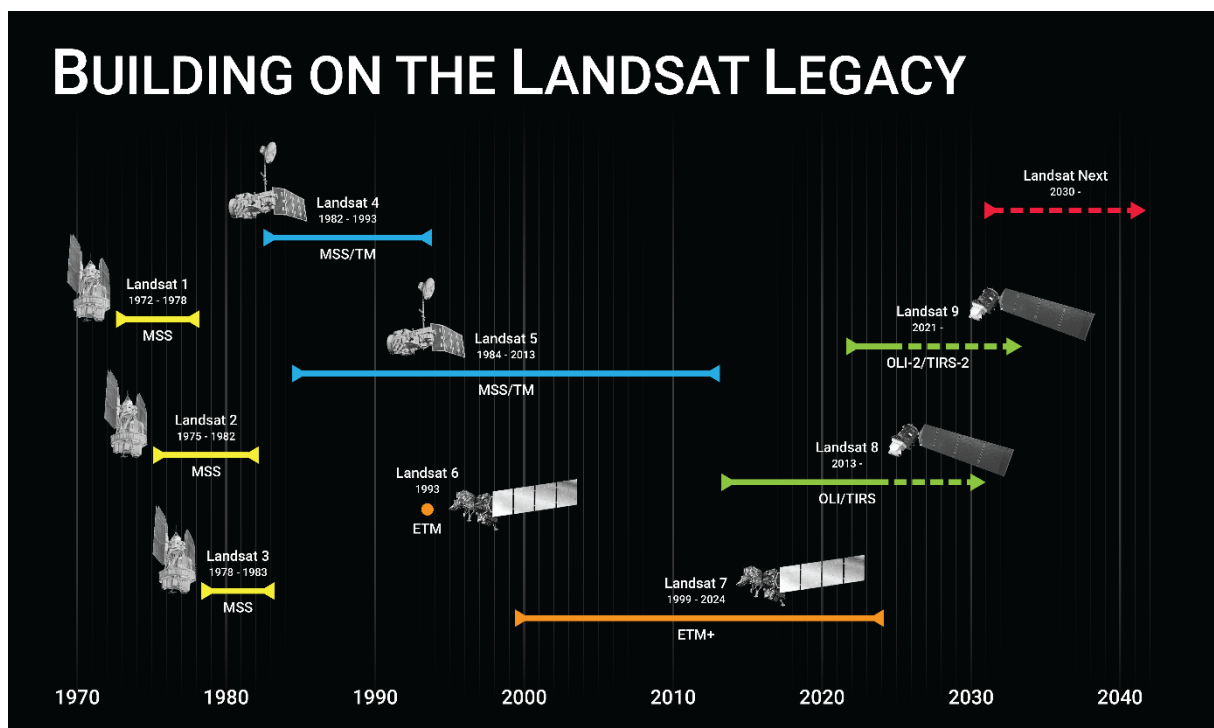 BUILDING ON THE LANDSAT LEGACY
Landsat Next
2030 -
Landsat 4
1982 - 1993
MSS/TM
Landsat 1
1972 - 1978
MSS
Landsat 9
2021 -
OLI-2/TIRS-2
Landsat 5
1984 - 2013
MSS/TM
Landsat 2
1975 - 1982
MSS
Landsat 8
2013 -
OLI/TIRS
Landsat 6
1993
ETM
Landsat 3
1978 - 1983
MSS
Landsat 7
1999 - 2024
ETM+
1970 1980 1990 2000 2010 2020 2030 2040